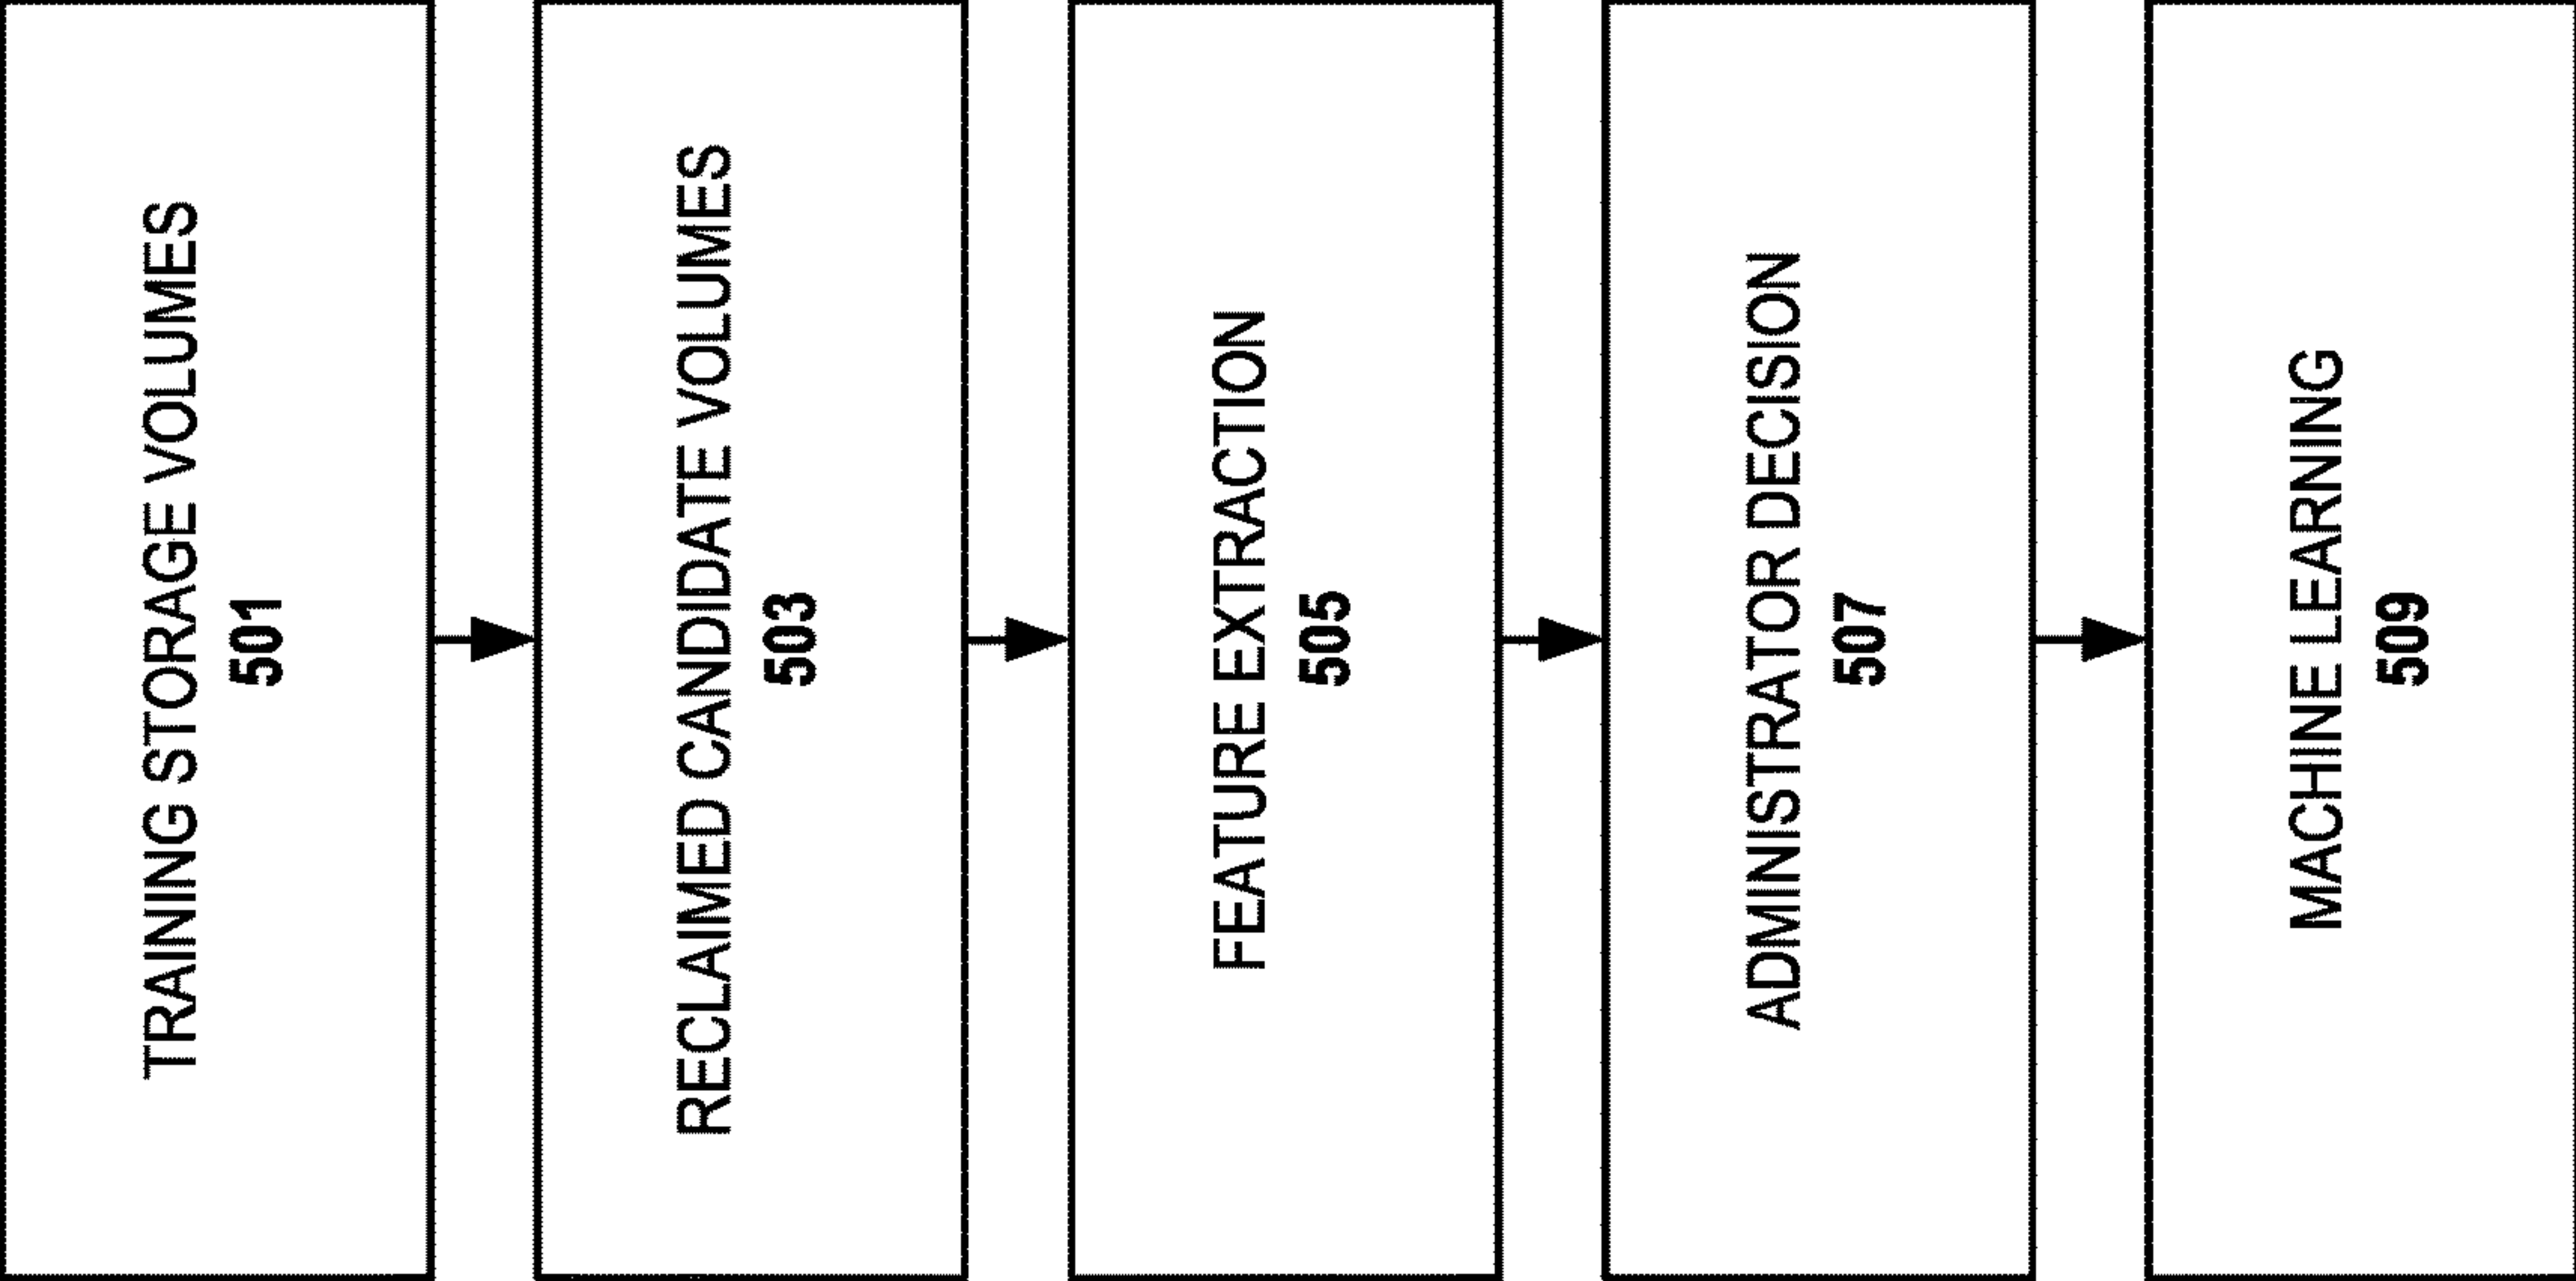 TRAINING STORAGE VOLUMES
501
RECLAIMED CANDIDATE VOLUMES
503
FEATURE EXTRACTION
505
ADMINISTRATOR DECISION
507
MACHINE LEARNING
509